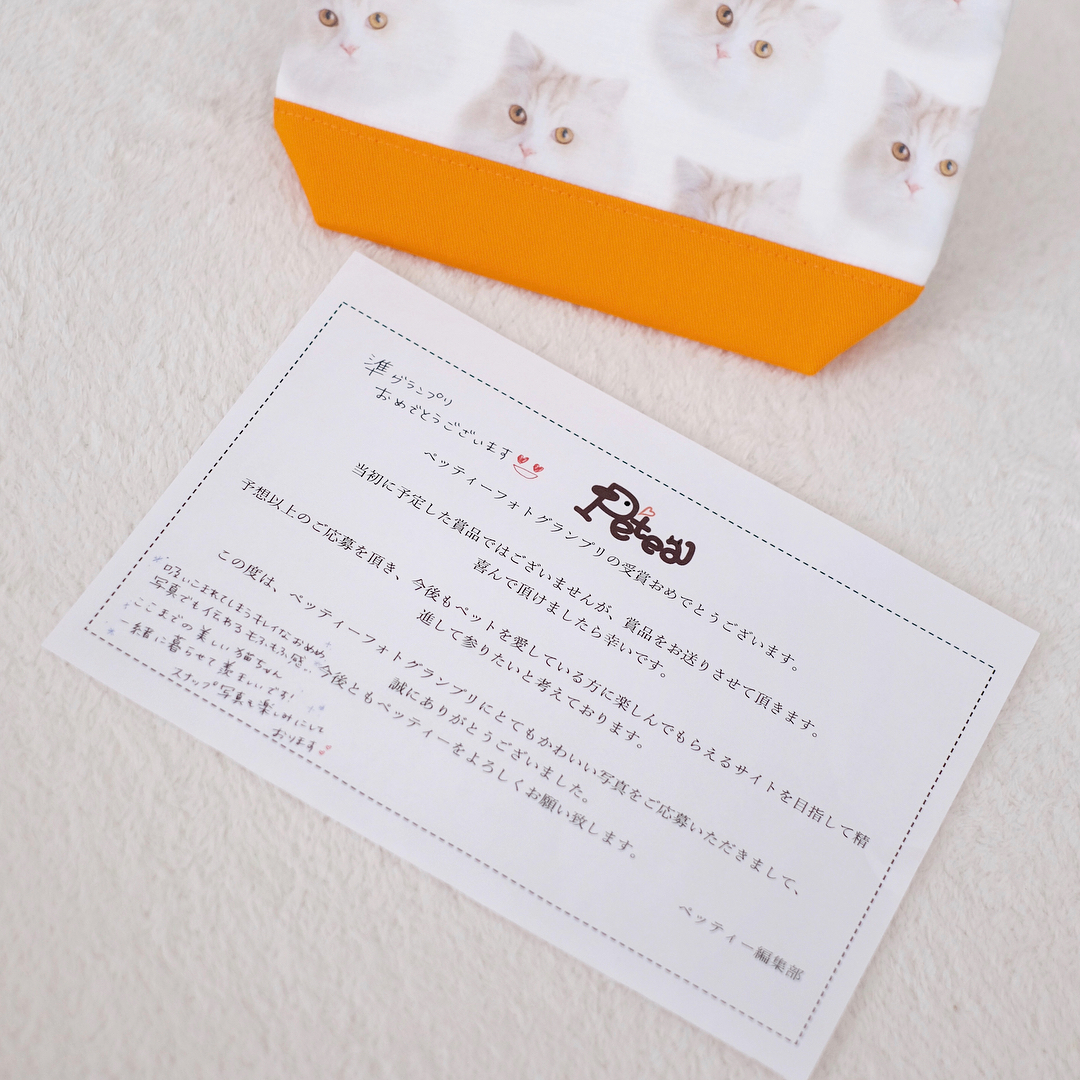 準グランプリ
おめでとうございます
Petea
ペッティーフォトグランプリの受賞おめでとうございます。
当初に予定した賞品ではございませんが、賞品をお送りさせて頂きます。
喜んで頂けましたら幸いです。
予想以上のご応募を頂き、今後もペットを愛している方に楽しんでもらえるサイトを目指して精
進して参りたいと考えております。
この度は、ペッティーフォトグランプリにとてもかわいい写真をご応募いただきまして、
誠にありがとうございました。
今後ともペッティーをよろしくお願い致します。
ペッティー編集部
吸いこまれてしまうキレイなおめめ
写真でも伝わるモフもふ感
ここまでの美しい猫ちゃん
一緒に暮らせて羨ましいです!
スナップ写真も楽しみにして
おります